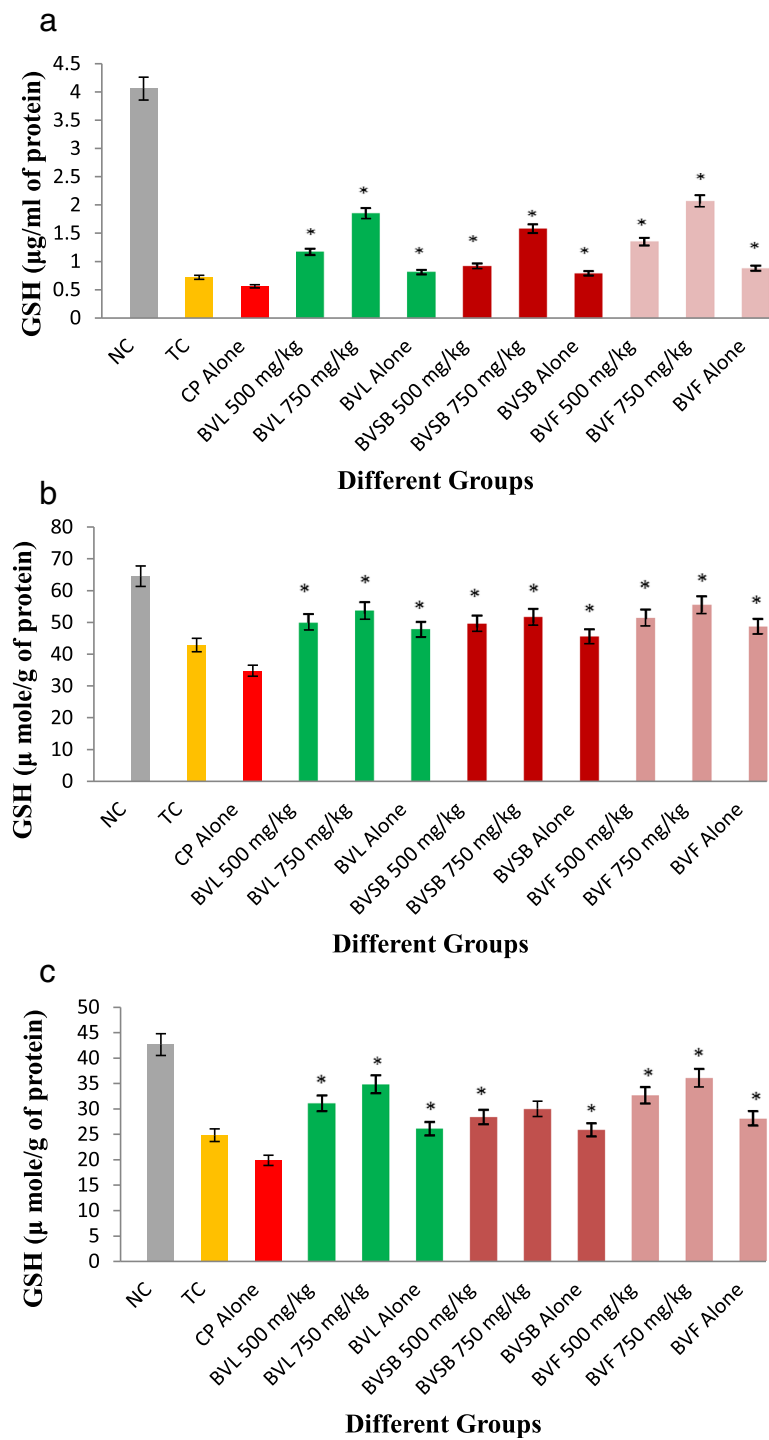 a
GSH (µg/ml of protein)
4.5
4
3.5
3
2.5
2
1.5
1
0.5
0
* * * * * * * * *
NC
TC
CP Alone
BVL 500 mg/kg
BVL 750 mg/kg
BVL Alone
BVSB 500 mg/kg
BVSB 750 mg/kg
BVSB Alone
BVF 500 mg/kg
BVF 750 mg/kg
BVF Alone
Different Groups
b
GSH (µ mole/g of protein)
80
70
60
50
40
30
20
10
0
* * * * * * * * *
NC
TC
CP Alone
BVL 500 mg/kg
BVL 750 mg/kg
BVL Alone
BVSB 500 mg/kg
BVSB 750 mg/kg
BVSB Alone
BVF 500 mg/kg
BVF 750 mg/kg
BVF Alone
Different Groups
c
GSH (µ mole/g of protein)
50
45
40
35
30
25
20
15
10
5
0
* * * * * * * *
NC
TC
CP Alone
BVL 500 mg/kg
BVL 750 mg/kg
BVL Alone
BVSB 500 mg/kg
BVSB 750 mg/kg
BVSB Alone
BVF 500 mg/kg
BVF 750 mg/kg
BVF Alone
Different Groups